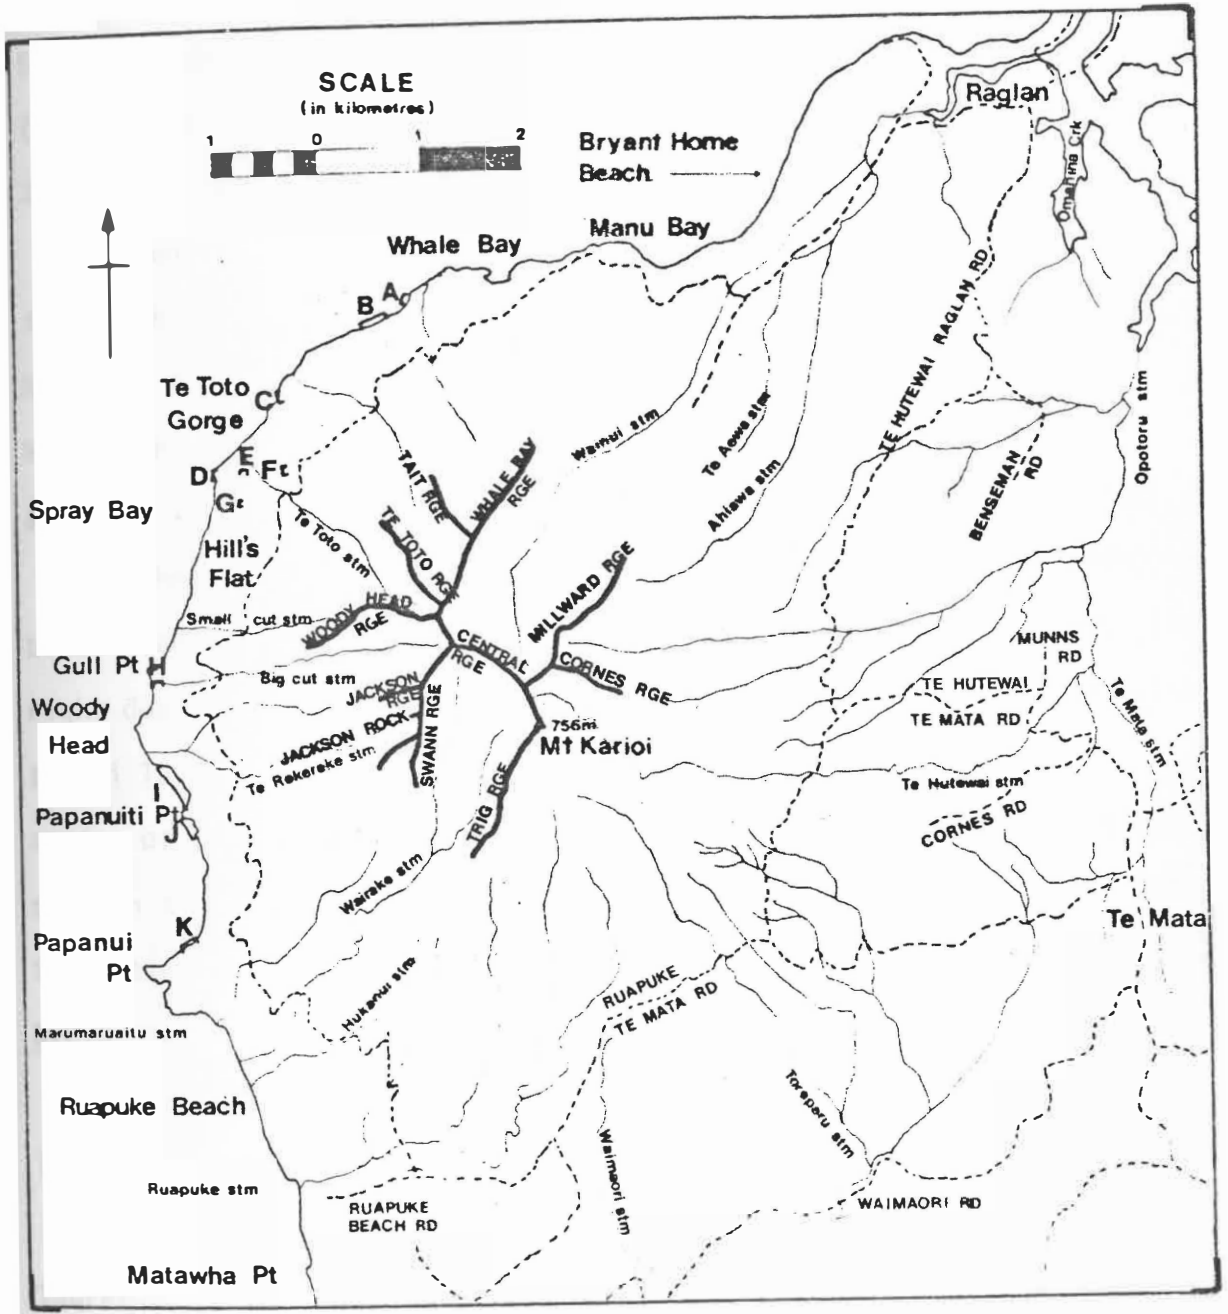 SCALE
(in kilometres)
1 0 1 2
Raglan
Bryant Home
Beach
Omahina Crk
Manu Bay
Whale Bay
A
B
Te Toto
Gorge
C
D
E
F
G
Spray Bay
Hill's
Flat
TE HUTEWAI RAGLAN RD
Opotoru stm
BENSEMAN
RD
Wainui stm
Te Aowa stm
Ahiawa stm
TAIT RGE
WHALE BAY
RGE
TE TOTO RGE
Te Toto stm
MILLWARD RGE
WOODY HEAD
RGE
Small cut stm
CENTRAL
RGE
CORNES RGE
Gull Pt
H
Big cut stm
JACKSON
RGE
MUNNS
RD
TE HUTEWAI
TE MATA RD
Te Mata stm
Woody
Head
JACKSON ROCK
SWANN RGE
756m
Mt Karioi
Te Rekereke stm
Te Hutewai stm
I
Papanuiti Pt
J
TRIG RGE
CORNES RD
Wairake stm
Te Mata
K
Papanui
Pt
Hukanui stm
RUAPUKE
TE MATA RD
Marumaruaitu stm
Ruapuke Beach
Toreparu stm
Waimaori stm
Ruapuke stm
RUAPUKE
BEACH RD
WAIMAORI RD
Matawha Pt